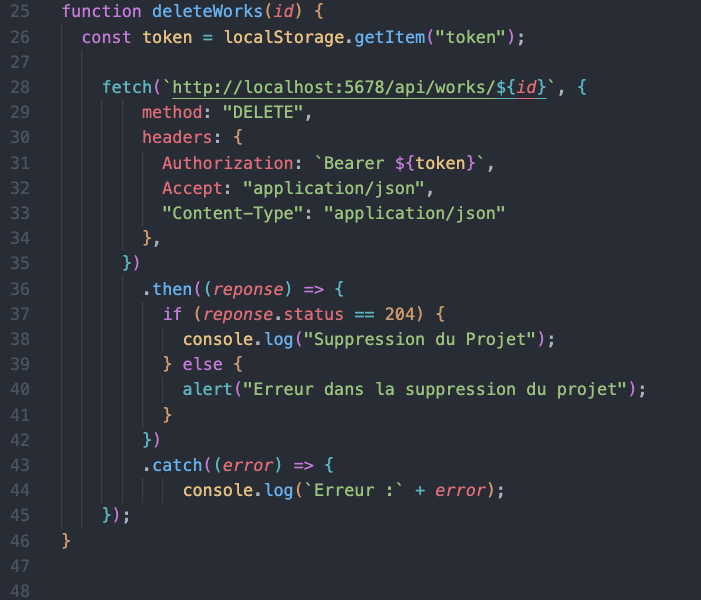 25 function deleteWorks(id) {
26 const token = localStorage.getItem("token");
27
28 fetch(`http://localhost:5678/api/works/${id}`, {
29 method: "DELETE",
30 headers: {
31 Authorization: `Bearer ${token}`,
32 Accept: "application/json",
33 "Content-Type": "application/json"
34 },
35 })
36 .then((reponse) => {
37 if (reponse.status == 204) {
38 console.log("Suppression du Projet");
39 } else {
40 alert("Erreur dans la suppression du projet");
41 }
42 })
43 .catch((error) => {
44 console.log(`Erreur :` + error);
45 });
46 }
47
48